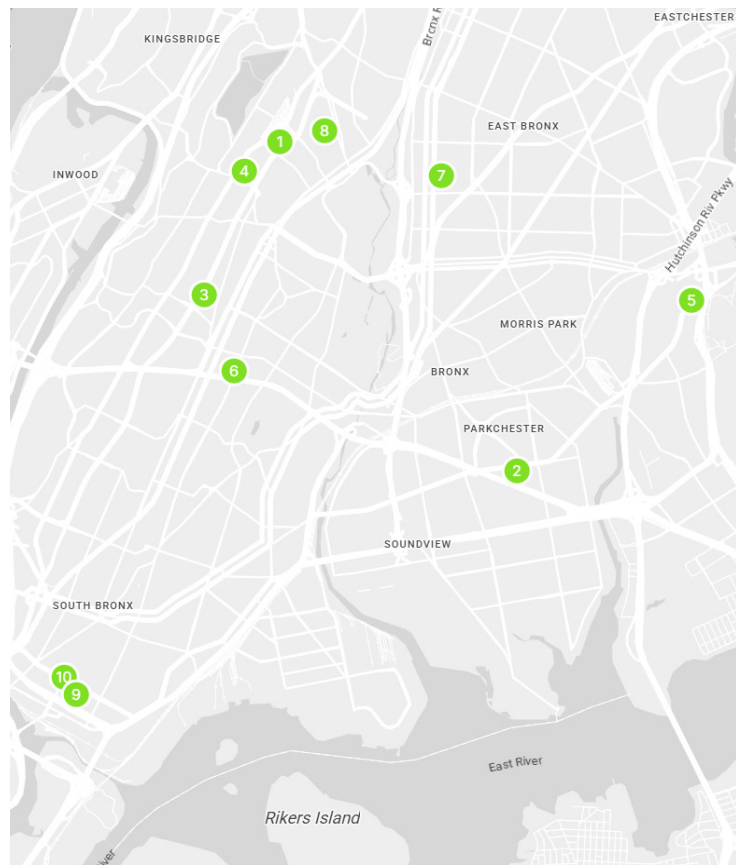 EASTCHESTER
KINGSBRIDGE
Bronx R
8
EAST BRONX
1
4
INWOOD
7
Hutchinson Riv Pkwy
3
5
MORRIS PARK
6
BRONX
PARKCHESTER
2
SOUNDVIEW
SOUTH BRONX
10
9
East River
Rikers Island
iver